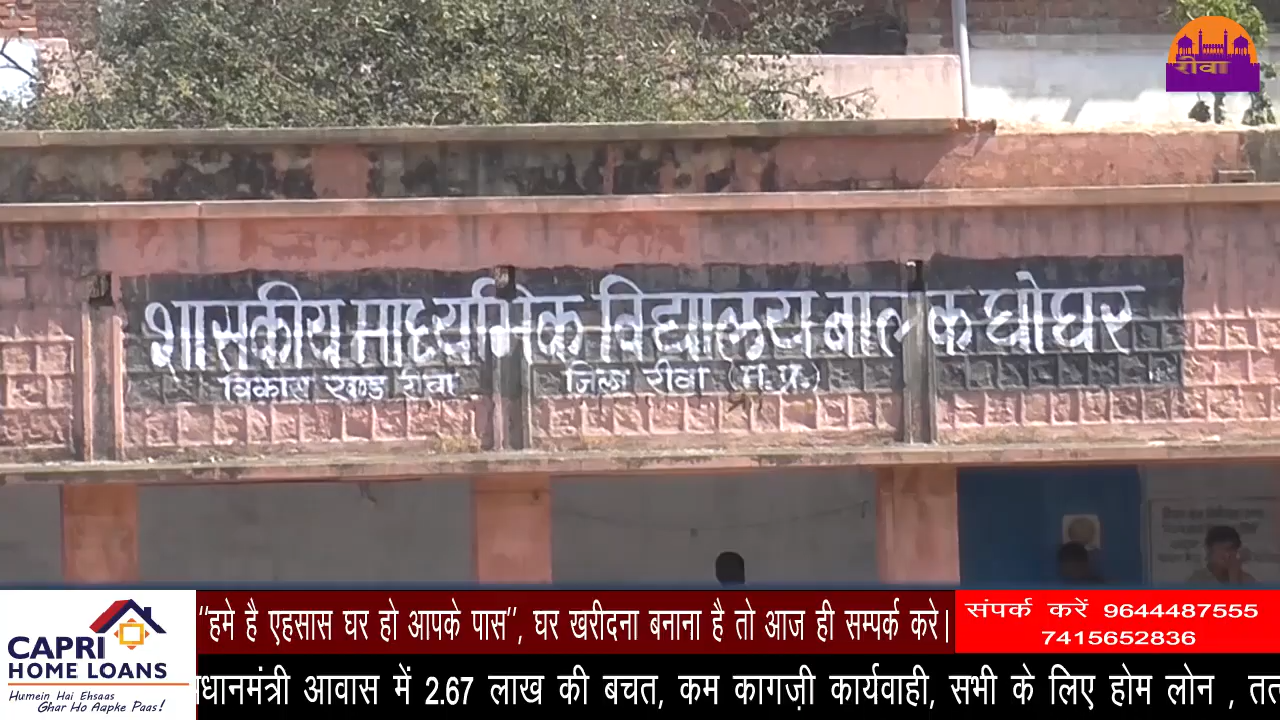 रीवा
शासकीय माध्यमिक विद्यालय बालक घोघर
विकास खण्ड रीवा
जिला रीवा (म.प्र.)
CAPRI
HOME LOANS
Humein Hai Ehsaas
Ghar Ho Aapke Paas!
“हमे है एहसास घर हो आपके पास”, घर खरीदना बनाना है तो आज ही सम्पर्क करे।
संपर्क करें 9644487555
7415652836
धानमंत्री आवास में 2.67 लाख की बचत, कम कागज़ी कार्यवाही, सभी के लिए होम लोन , तत